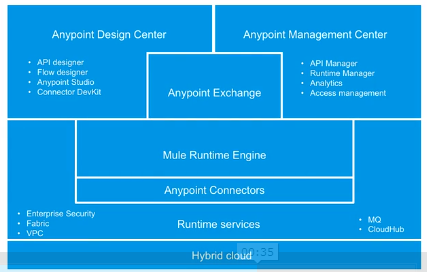 Anypoint Design Center
API designer
Flow designer
Anypoint Studio
Connector DevKit
Anypoint Management Center
API Manager
Runtime Manager
Analytics
Access management
Anypoint Exchange
Mule Runtime Engine
Anypoint Connectors
Enterprise Security
Fabric
VPC
Runtime services
MQ
CloudHub
Hybrid cloud
00:35